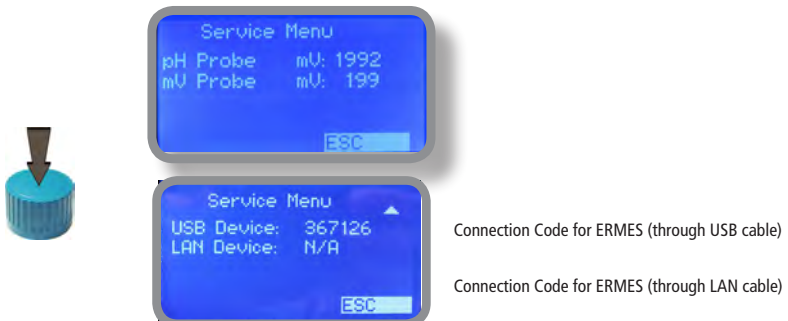 Service Menu
pH Probe mV: 1992
mV Probe mV: 199
ESC
Service Menu
USB Device: 367126
LAN Device: N/A
ESC
Connection Code for ERMES (through USB cable)
Connection Code for ERMES (through LAN cable)